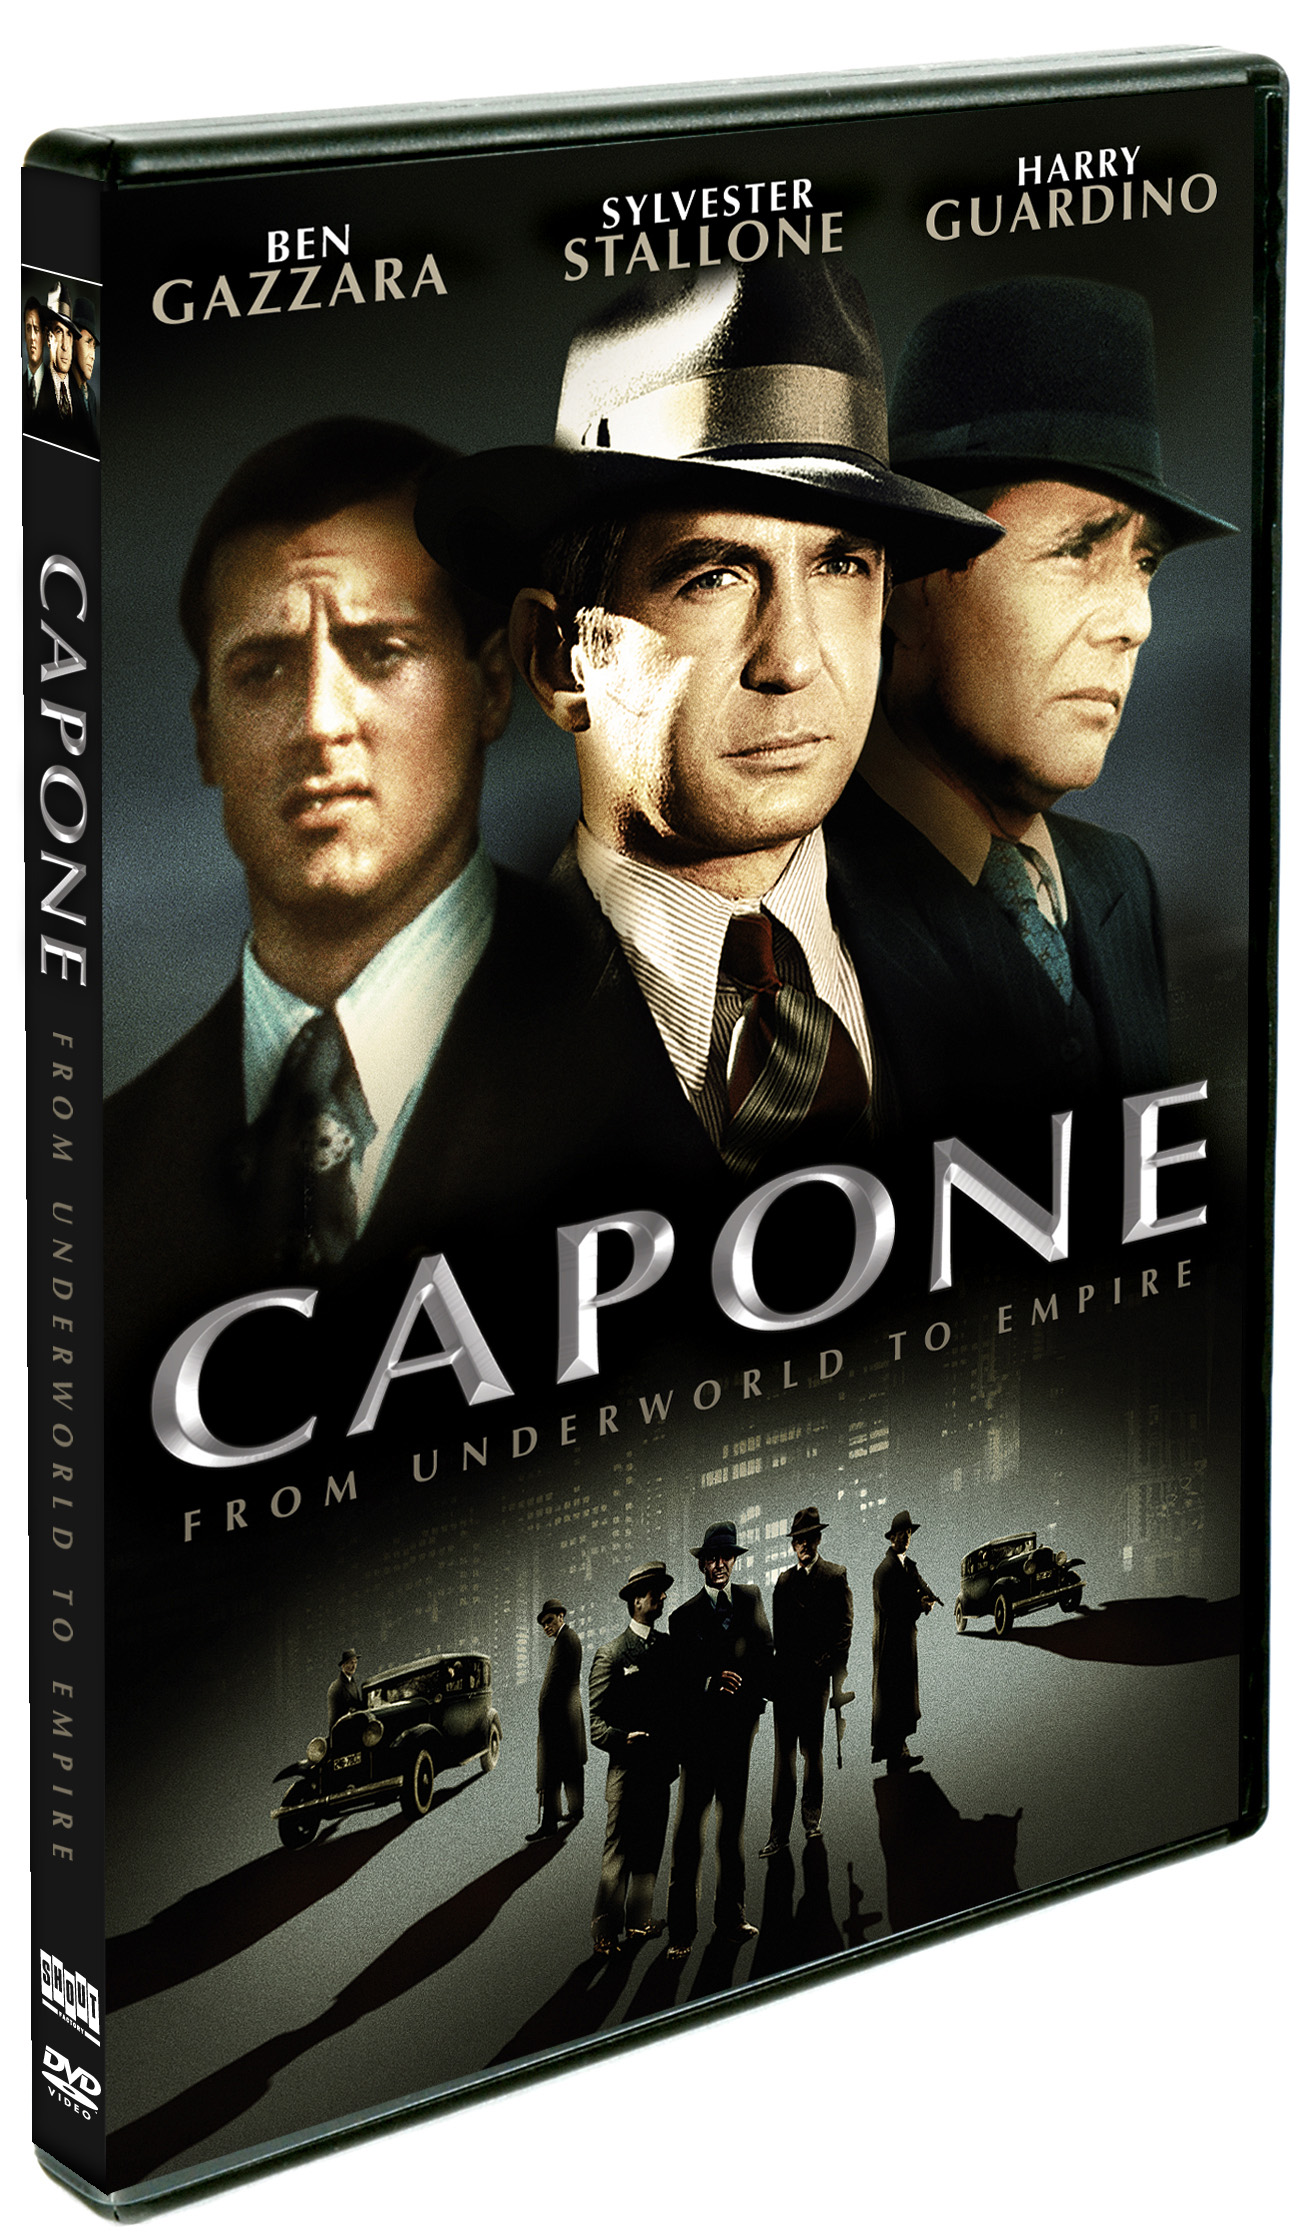 BEN
GAZZARA
SYLVESTER
STALLONE
HARRY
GUARDINO
CAPONE
FROM UNDERWORLD TO EMPIRE
CAPONE FROM UNDERWORLD TO EMPIRE
SHOUT
FACTORY
DVD
VIDEO